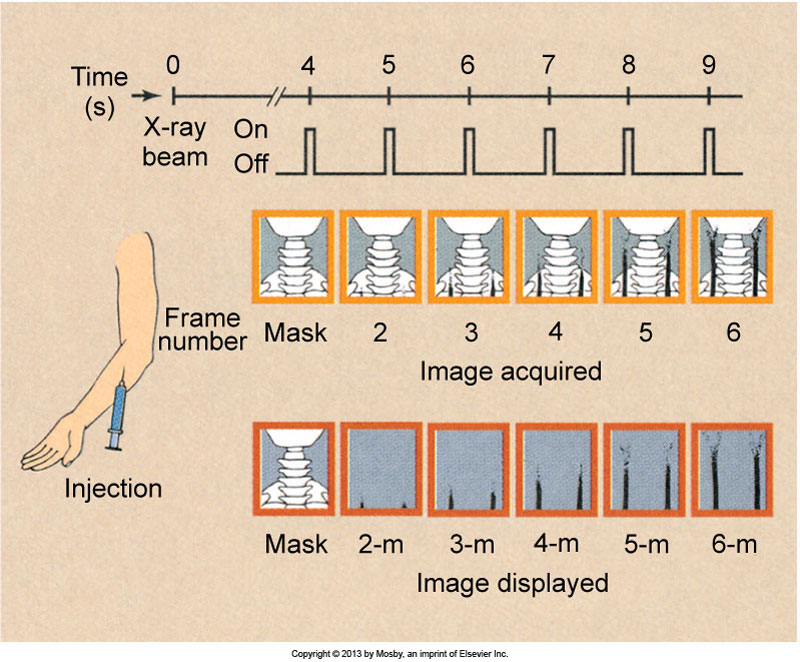 Time
(s)
0 4 5 6 7 8 9
X-ray
beam
On
Off
Frame
number
Mask 2 3 4 5 6
Image acquired
Injection
Mask 2-m 3-m 4-m 5-m 6-m
Image displayed
Copyright © 2013 by Mosby, an imprint of Elsevier Inc.